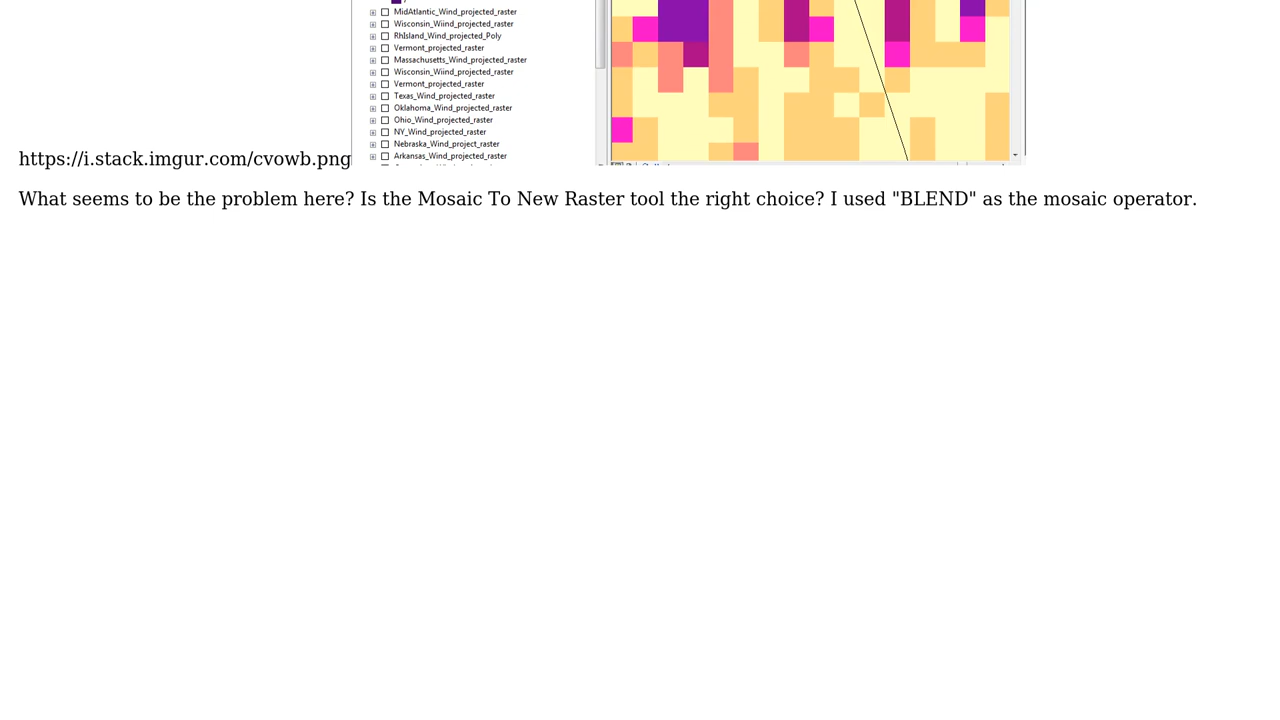 MidAtlantic_Wind_projected_raster
Wisconsin_Wiind_projected_raster
RhIsland_Wind_projected_Poly
Vermont_projected_raster
Massachusetts_Wind_projected_raster
Wisconsin_Wiind_projected_raster
Vermont_projected_raster
Texas_Wind_projected_raster
Oklahoma_Wind_projected_raster
Ohio_Wind_projected_raster
NY_Wind_projected_raster
Nebraska_Wind_project_raster
Arkansas_Wind_projected_raster
https://i.stack.imgur.com/cvowb.png
What seems to be the problem here? Is the Mosaic To New Raster tool the right choice? I used "BLEND" as the mosaic operator.